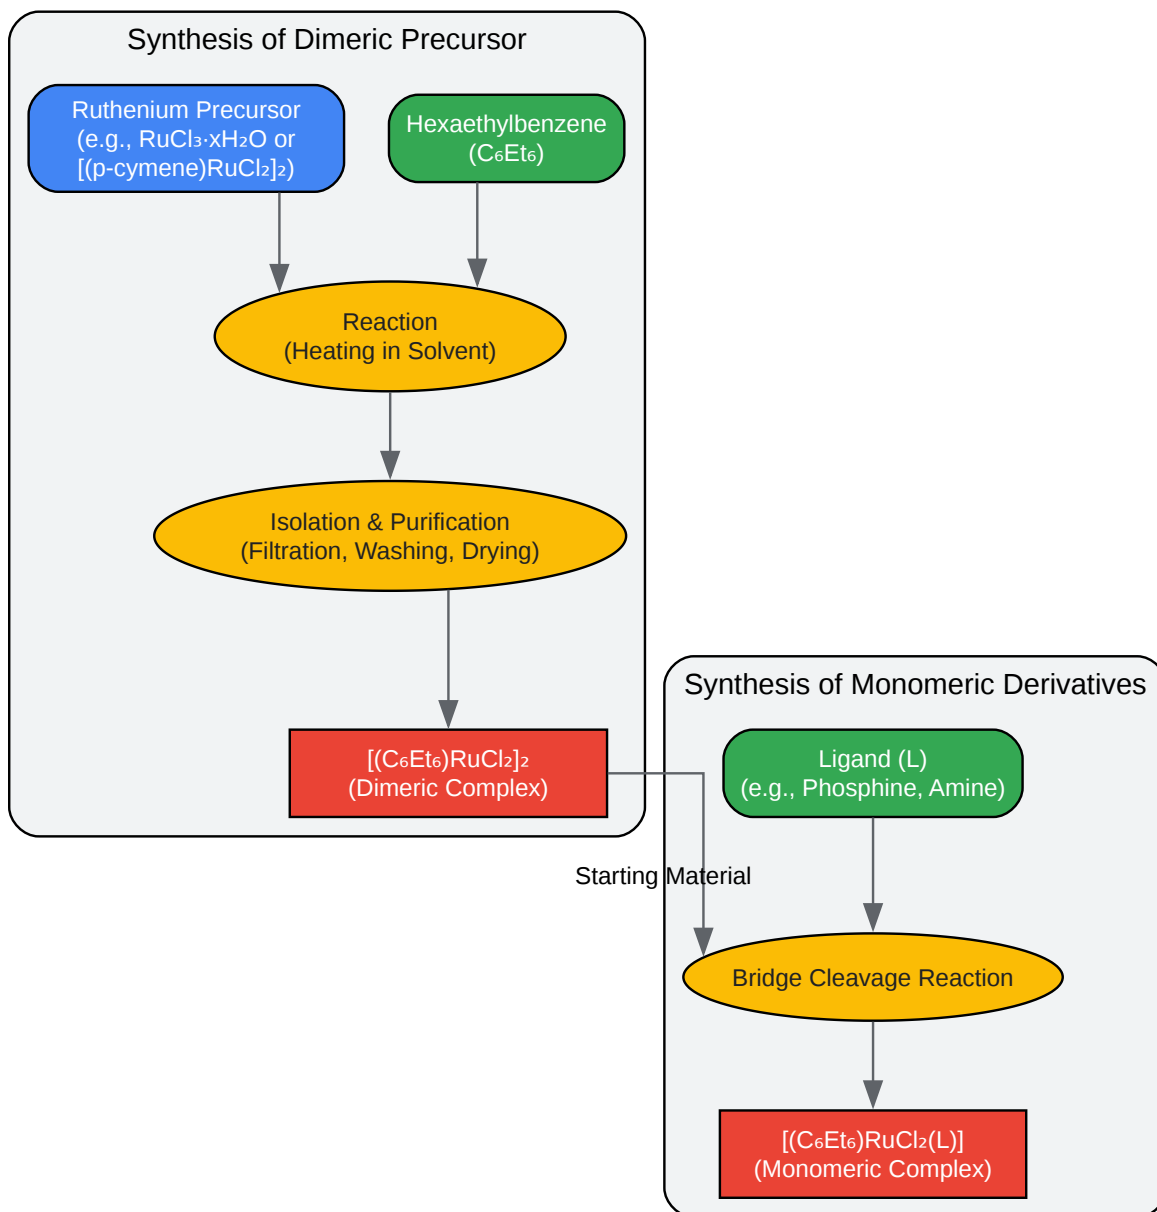 Synthesis of Dimeric Precursor
Ruthenium Precursor
(e.g., RuCl₃·xH₂O or
[(p-cymene)RuCl₂]₂)
Hexaethylbenzene
(C₆Et₆)
Reaction
(Heating in Solvent)
Isolation & Purification
(Filtration, Washing, Drying)
[(C₆Et₆)RuCl₂]₂
(Dimeric Complex)
Starting Material
Synthesis of Monomeric Derivatives
Ligand (L)
(e.g., Phosphine, Amine)
Bridge Cleavage Reaction
[(C₆Et₆)RuCl₂(L)]
(Monomeric Complex)